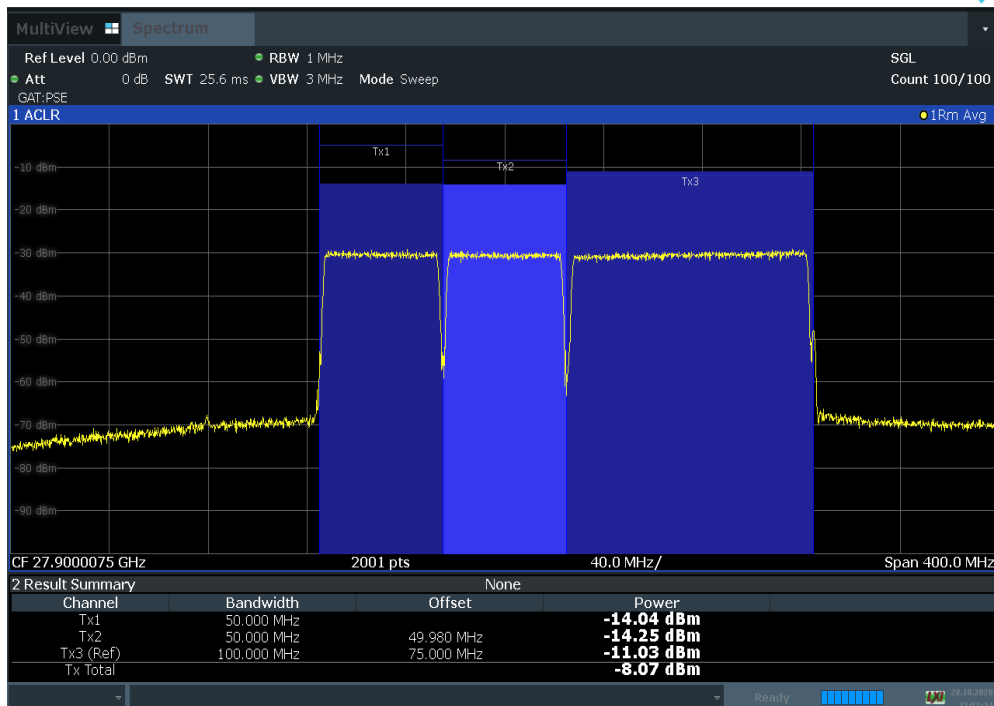 MultiView Spectrum
Ref Level 0.00 dBm RBW 1 MHz SGL
Att 0 dB SWT 25.6 ms VBW 3 MHz Mode Sweep Count 100/100
GAT:PSE
1 ACLR 1Rm Avg
Tx1
Tx2
Tx3
-10 dBm
-20 dBm
-30 dBm
-40 dBm
-50 dBm
-60 dBm
-70 dBm
-80 dBm
-90 dBm
CF 27.9000075 GHz 2001 pts 40.0 MHz/ Span 400.0 MHz
2 Result Summary None
Channel Bandwidth Offset Power
Tx1 50.000 MHz -14.04 dBm
Tx2 50.000 MHz 49.980 MHz -14.25 dBm
Tx3 (Ref) 100.000 MHz 75.000 MHz -11.03 dBm
Tx Total -8.07 dBm
Ready LXI 28.10.2020